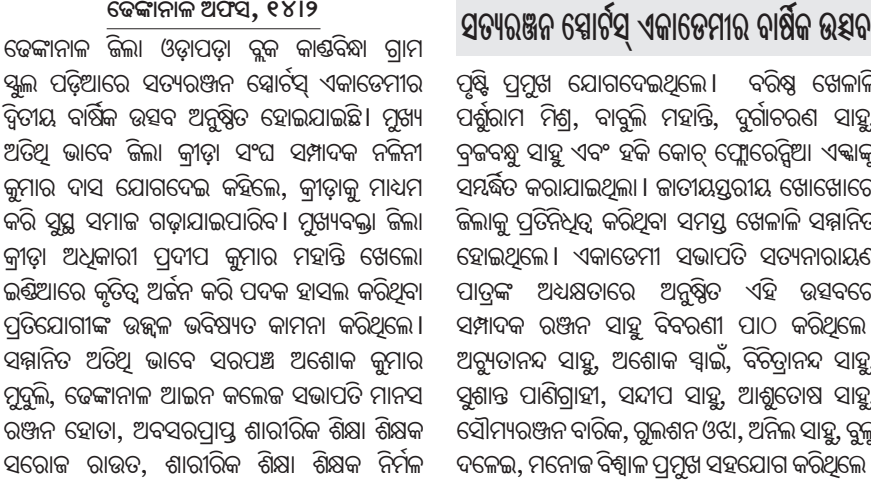 ଢେଙ୍କାନାଳ ଅଫିସ, ୧୪।୨
ଢେଙ୍କାନାଳ ଜିଲା ଓଡ଼ାପଡ଼ା ବ୍ଲକ କାଣ୍ଡବିନ୍ଧା ଗ୍ରାମ
ସ୍କୁଲ ପଡ଼ିଆରେ ସତ୍ୟରଞ୍ଜନ ସ୍ପୋର୍ଟସ୍ ଏକାଡେମୀର
ଦ୍ୱିତୀୟ ବାର୍ଷିକ ଉତ୍ସବ ଅନୁଷ୍ଠିତ ହୋଇଯାଇଛି। ମୁଖ୍ୟ
ଅତିଥି ଭାବେ ଜିଲା କ୍ରୀଡ଼ା ସଂଘ ସମ୍ପାଦକ ନଳିନୀ
କୁମାର ଦାସ ଯୋଗଦେଇ କହିଲେ, କ୍ରୀଡ଼ାକୁ ମାଧ୍ୟମ
କରି ସୁସ୍ଥ ସମାଜ ଗଢ଼ାଯାଇପାରିବ। ମୁଖ୍ୟବକ୍ତା ଜିଲା
କ୍ରୀଡ଼ା ଅଧିକାରୀ ପ୍ରଦୀପ କୁମାର ମହାନ୍ତି ଖେଲୋ
ଇଣ୍ଡିଆରେ କୃତିତ୍ୱ ଅର୍ଜନ କରି ପଦକ ହାସଲ କରିଥିବା
ପ୍ରତିଯୋଗୀଙ୍କ ଉଜ୍ଜ୍ୱଳ ଭବିଷ୍ୟତ କାମନା କରିଥିଲେ।
ସମ୍ମାନିତ ଅତିଥି ଭାବେ ସରପଞ୍ଚ ଅଶୋକ କୁମାର
ମୁଦୁଲି, ଢେଙ୍କାନାଳ ଆଇନ କଲେଜ ସଭାପତି ମାନସ
ରଞ୍ଜନ ହୋତା, ଅବସରପ୍ରାପ୍ତ ଶାରୀରିକ ଶିକ୍ଷା ଶିକ୍ଷକ
ସରୋଜ ରାଉତ, ଶାରୀରିକ ଶିକ୍ଷା ଶିକ୍ଷକ ନିର୍ମଳ
ସତ୍ୟରଞ୍ଜନ ସ୍ପୋର୍ଟସ୍ ଏକାଡେମୀର ବାର୍ଷିକ ଉତ୍ସବ
ପୃଷ୍ଟି ପ୍ରମୁଖ ଯୋଗଦେଇଥିଲେ। ବରିଷ୍ଠ ଖେଳାଳି
ପର୍ଶୁରାମ ମିଶ୍ର, ବାବୁଲି ମହାନ୍ତି, ଦୁର୍ଗାଚରଣ ସାହୁ,
ବ୍ରଜବନ୍ଧୁ ସାହୁ ଏବଂ ହକି କୋଚ୍ ଫ୍ଲୋରେନ୍ସିଆ ଏକ୍କାଙ୍କୁ
ସମ୍ବର୍ଦ୍ଧିତ କରାଯାଇଥିଲା। ଜାତୀୟସ୍ତରୀୟ ଖୋଖୋରେ
ଜିଲାକୁ ପ୍ରତିନିଧିତ୍ୱ କରିଥିବା ସମସ୍ତ ଖେଳାଳି ସମ୍ମାନିତ
ହୋଇଥିଲେ। ଏକାଡେମୀ ସଭାପତି ସତ୍ୟନାରାୟଣ
ପାତ୍ରଙ୍କ ଅଧ୍ୟକ୍ଷତାରେ ଅନୁଷ୍ଠିତ ଏହି ଉତ୍ସବରେ
ସମ୍ପାଦକ ରଞ୍ଜନ ସାହୁ ବିବରଣୀ ପାଠ କରିଥିଲେ
ଅଚ୍ୟୁତାନନ୍ଦ ସାହୁ, ଅଶୋକ ସ୍ୱାଇଁ, ବିଚିତ୍ରାନନ୍ଦ ସାହୁ,
ସୁଶାନ୍ତ ପାଣିଗ୍ରାହୀ, ସନ୍ଦୀପ ସାହୁ, ଆଶୁତୋଷ ସାହୁ,
ସୌମ୍ୟରଞ୍ଜନ ବାରିକ, ଗୁଲଶନ ଓଝା, ଅନିଲ ସାହୁ, ବୁଲୁ
ଦଳେଇ, ମନୋଜ ବିଶ୍ୱାଳ ପ୍ରମୁଖ ସହଯୋଗ କରିଥିଲେ